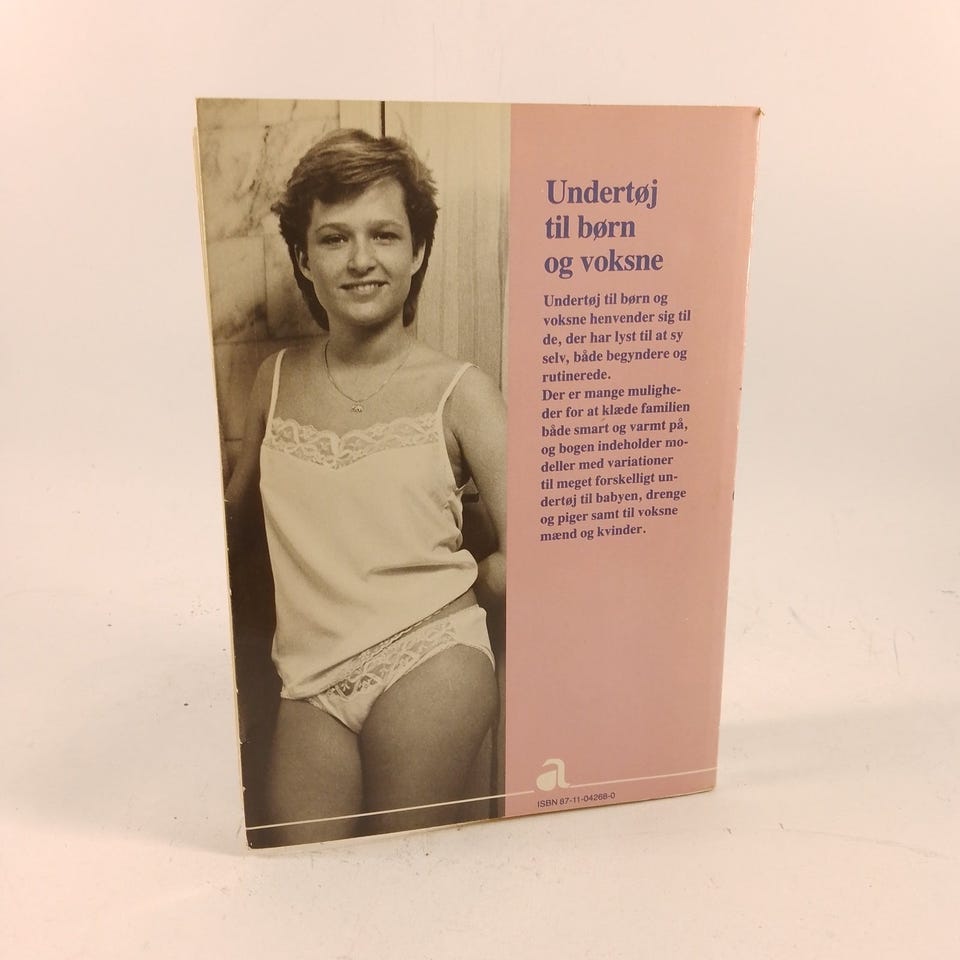 Undertøj
til børn
og voksne
Undertøj til børn og
voksne henvender sig til
de, der har lyst til at sy
selv, både begyndere og
rutinerede.
Der er mange mulighe-
der for at klæde familien
både smart og varmt på,
og bogen indeholder mo-
deller med variationer
til meget forskelligt un-
dertøj til babyen, drenge
og piger samt til voksne
mænd og kvinder.
a
ISBN 87-11-04268-0